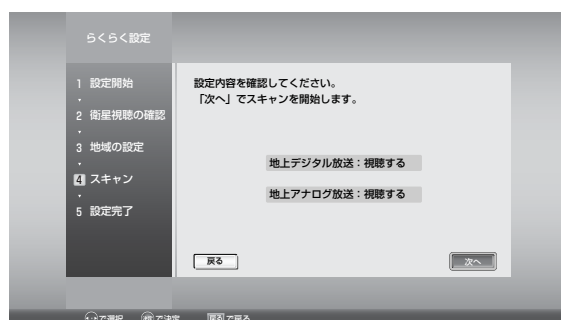 らくらく設定
1 設定開始
・
2 衛星視聴の確認
・
3 地域の設定
・
4 スキャン
・
5 設定完了
設定内容を確認してください。
「次へ」でスキャンを開始します。
地上デジタル放送：視聴する
地上アナログ放送：視聴する
戻る
次へ
で選択 で決定 戻るで戻る